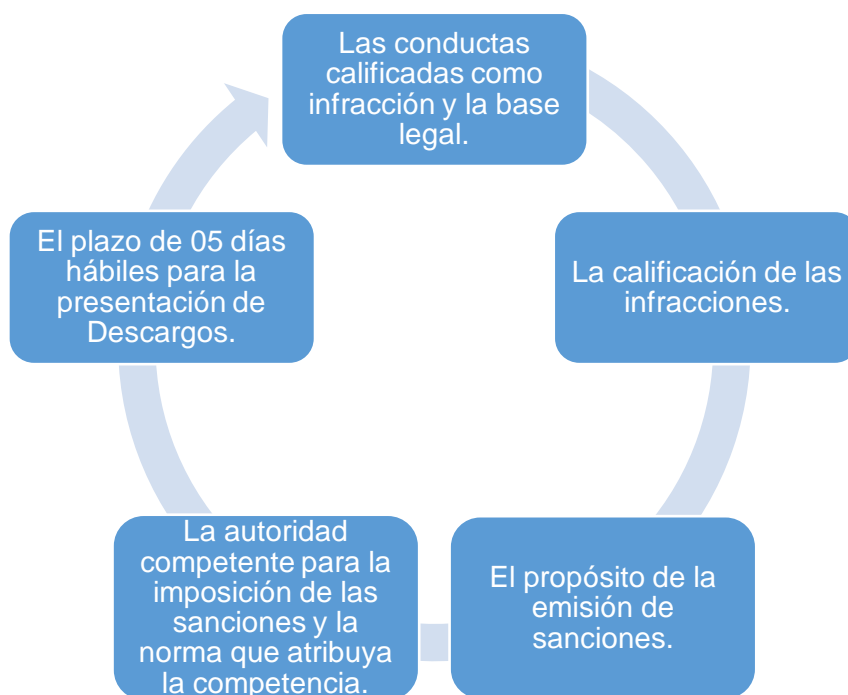 Las conductas
calificadas como
infracción y la base
legal.
La calificación de las
infracciones.
El propósito de la
emisión de
sanciones.
La autoridad
competente para la
imposición de las
sanciones y la
norma que atribuya
la competencia.
El plazo de 05 días
hábiles para la
presentación de
Descargos.